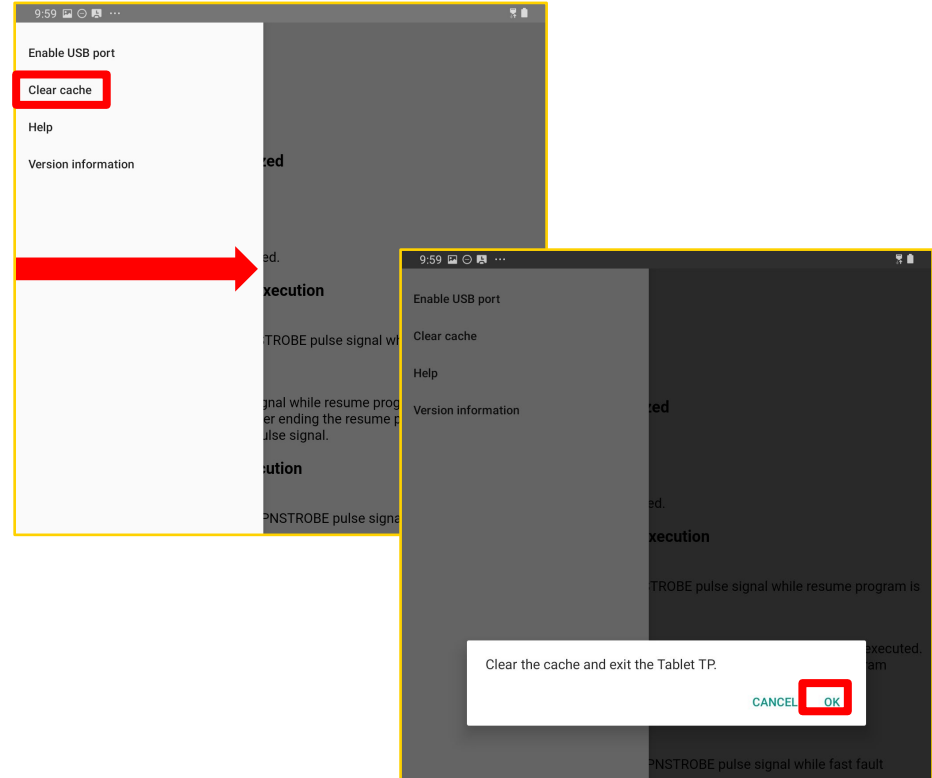 9:59 ...
Enable USB port
Clear cache
Help
Version information
zed
ed.
xecution
TROBE pulse signal wh
gnal while resume prog
er ending the resume p
ulse signal.
cution
PNSTROBE pulse signa
9:59 ...
Enable USB port
Clear cache
Help
Version information
zed
ed.
xecution
TROBE pulse signal while resume program is
executed.
ram
Clear the cache and exit the Tablet TP.
CANCEL OK
PNSTROBE pulse signal while fast fault